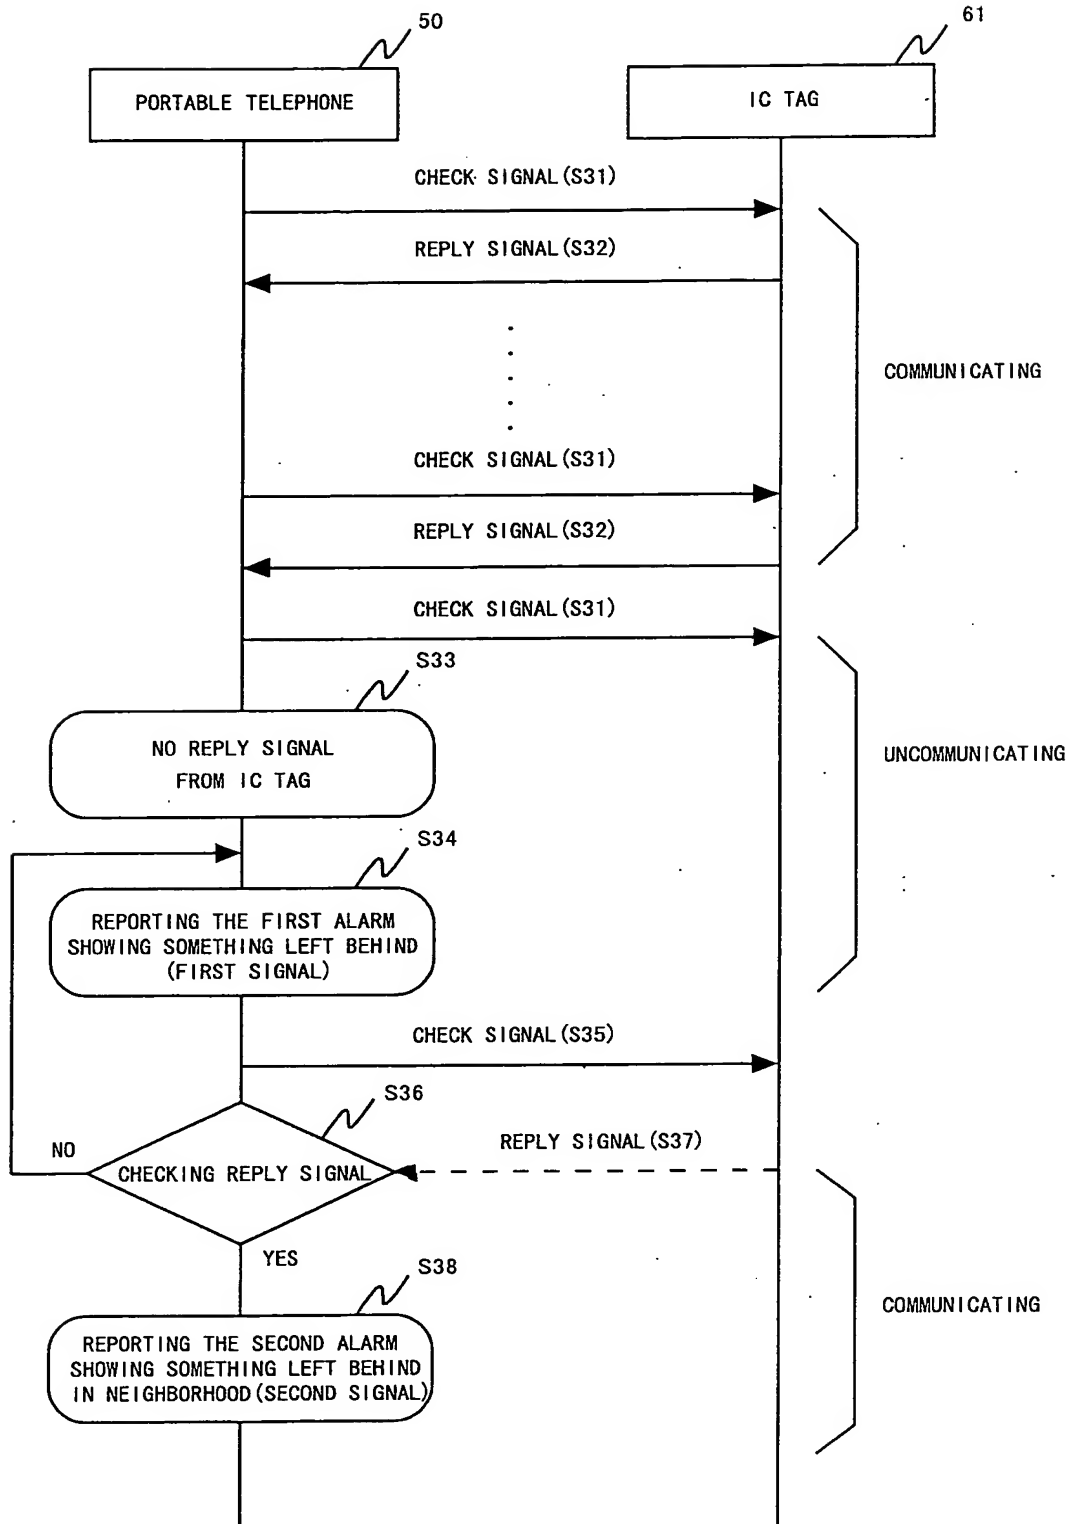 50
61
PORTABLE TELEPHONE
IC TAG
CHECK SIGNAL(S31)
REPLY SIGNAL(S32)
COMMUNICATING
CHECK SIGNAL(S31)
REPLY SIGNAL(S32)
CHECK SIGNAL(S31)
S33
NO REPLY SIGNAL
FROM IC TAG
UNCOMMUNICATING
S34
REPORTING THE FIRST ALARM
SHOWING SOMETHING LEFT BEHIND
(FIRST SIGNAL)
CHECK SIGNAL(S35)
S36
NO
CHECKING REPLY SIGNAL
REPLY SIGNAL(S37)
YES
S38
COMMUNICATING
REPORTING THE SECOND ALARM
SHOWING SOMETHING LEFT BEHIND
IN NEIGHBORHOOD(SECOND SIGNAL)